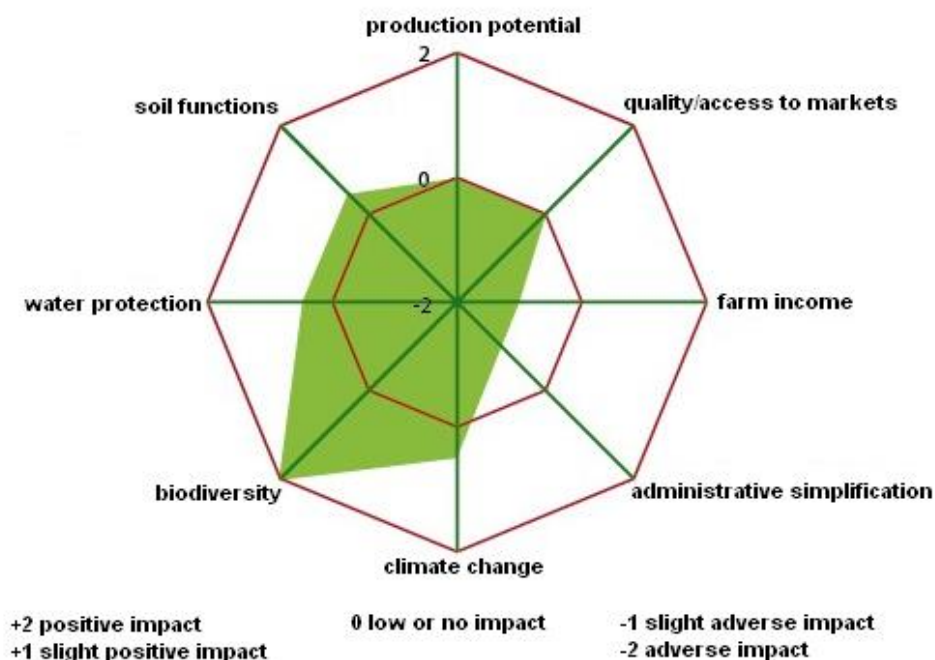 production potential
2
soil functions
quality/access to markets
0
water protection
-2
farm income
biodiversity
administrative simplification
climate change
+2 positive impact
0 low or no impact
-1 slight adverse impact
+1 slight positive impact
-2 adverse impact